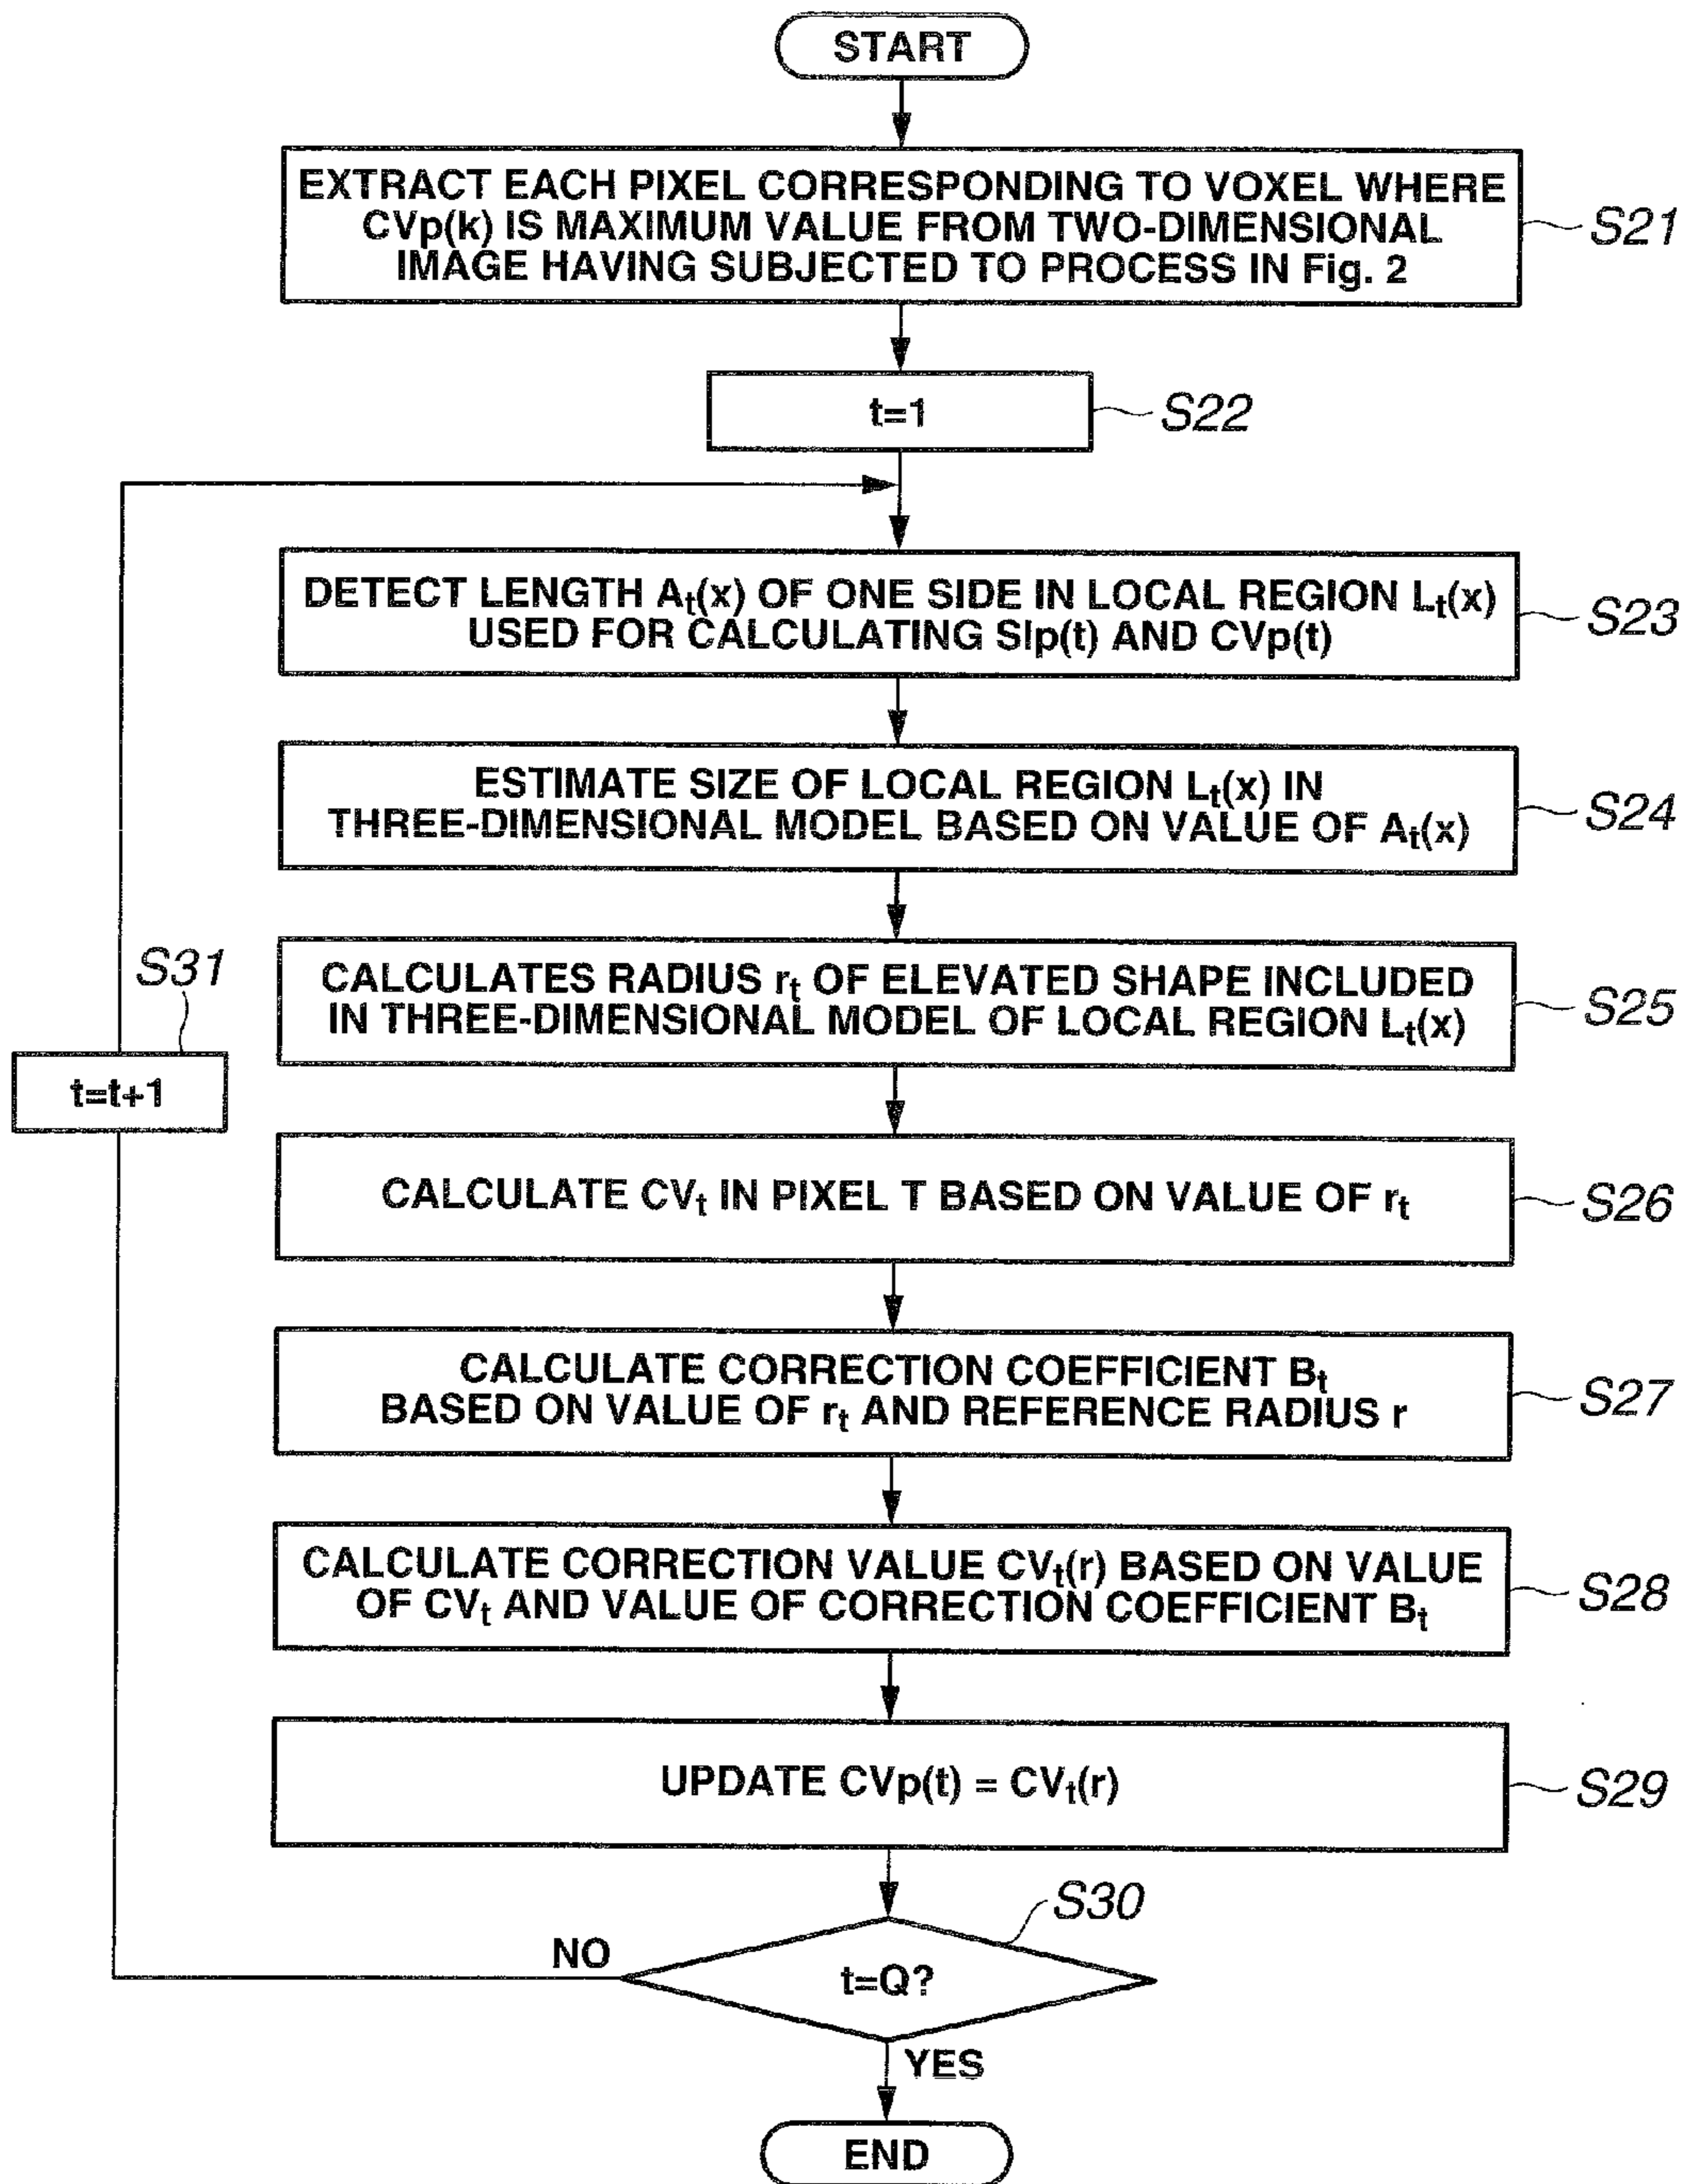 START
EXTRACT EACH PIXEL CORRESPONDING TO VOXEL WHERE
CVp(k) IS MAXIMUM VALUE FROM TWO-DIMENSIONAL
IMAGE HAVING SUBJECTED TO PROCESS IN Fig. 2
S21
t=1
S22
DETECT LENGTH At(x) OF ONE SIDE IN LOCAL REGION Lt(x)
USED FOR CALCULATING SIp(t) AND CVp(t)
S23
ESTIMATE SIZE OF LOCAL REGION Lt(x) IN
THREE-DIMENSIONAL MODEL BASED ON VALUE OF At(x)
S24
CALCULATES RADIUS rt OF ELEVATED SHAPE INCLUDED
IN THREE-DIMENSIONAL MODEL OF LOCAL REGION Lt(x)
S25
S31
t=t+1
CALCULATE CVt IN PIXEL T BASED ON VALUE OF rt
S26
CALCULATE CORRECTION COEFFICIENT Bt
BASED ON VALUE OF rt AND REFERENCE RADIUS r
S27
CALCULATE CORRECTION VALUE CVt(r) BASED ON VALUE
OF CVt AND VALUE OF CORRECTION COEFFICIENT Bt
S28
UPDATE CVp(t) = CVt(r)
S29
S30
NO
t=Q?
YES
END